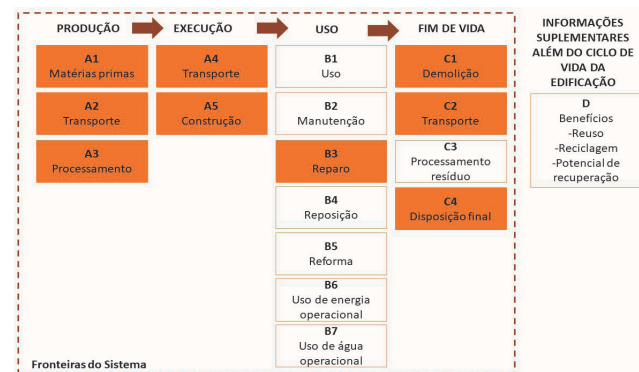 PRODUÇÃO
EXECUÇÃO
USO
FIM DE VIDA
INFORMAÇÕES
SUPLEMENTARES
ALÉM DO CICLO DE
VIDA DA
EDIFICAÇÃO
A1
Matérias primas
A2
Transporte
A3
Processamento
A4
Transporte
A5
Construção
B1
Uso
B2
Manutenção
B3
Reparo
B4
Reposição
B5
Reforma
B6
Uso de energia
operacional
B7
Uso de água
operacional
C1
Demolição
C2
Transporte
C3
Processamento
resíduo
C4
Disposição final
D
Benefícios
-Reuso
-Reciclagem
-Potencial de
recuperação
Fronteiras do Sistema